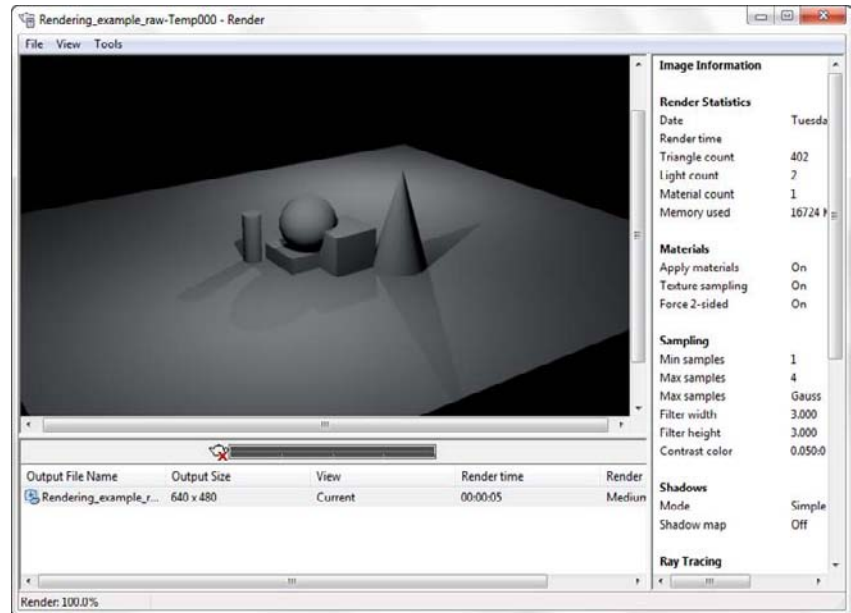 Rendering_example_raw-Temp000 - Render
File View Tools
Image Information
Render Statistics
Date Tuesda
Render time
Triangle count 402
Light count 2
Material count 1
Memory used 16724
Materials
Apply materials On
Texture sampling On
Force 2-sided On
Sampling
Min samples 1
Max samples 4
Max samples Gauss
Filter width 3.000
Filter height 3.000
Contrast color 0.050:0
Shadows
Mode Simple
Shadow map Off
Ray Tracing
Output File Name Output Size View Render time Render
Rendering_example_r... 640 x 480 Current 00:00:05 Medium
Render: 100.0%